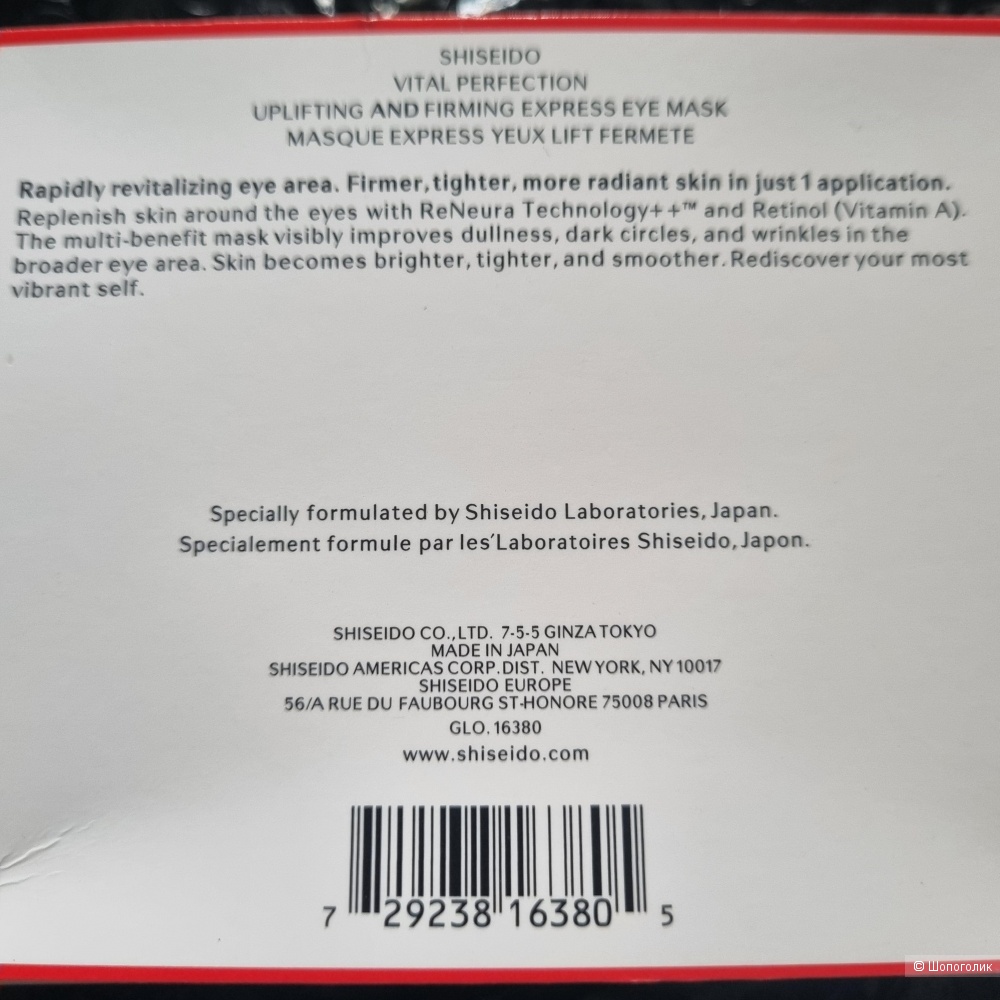 SHISEIDO
VITAL PERFECTION
UPLIFTING AND FIRMING EXPRESS EYE MASK
MASQUE EXPRESS YEUX LIFT FERMETE
Rapidly revitalizing eye area. Firmer, tighter, more radiant skin in just 1 application.
Replenish skin around the eyes with ReNeura Technology++™ and Retinol (Vitamin A).
The multi-benefit mask visibly improves dullness, dark circles, and wrinkles in the
broader eye area. Skin becomes brighter, tighter, and smoother. Rediscover your most
vibrant self.
Specially formulated by Shiseido Laboratories, Japan.
Specialement formule par les'Laboratoires Shiseido, Japon.
SHISEIDO CO., LTD. 7-5-5 GINZA TOKYO
MADE IN JAPAN
SHISEIDO AMERICAS CORP. DIST. NEW YORK, NY 10017
SHISEIDO EUROPE
56/A RUE DU FAUBOURG ST-HONORE 75008 PARIS
GLO. 16380
www.shiseido.com
7 29238 16380 5
© Шопоголик